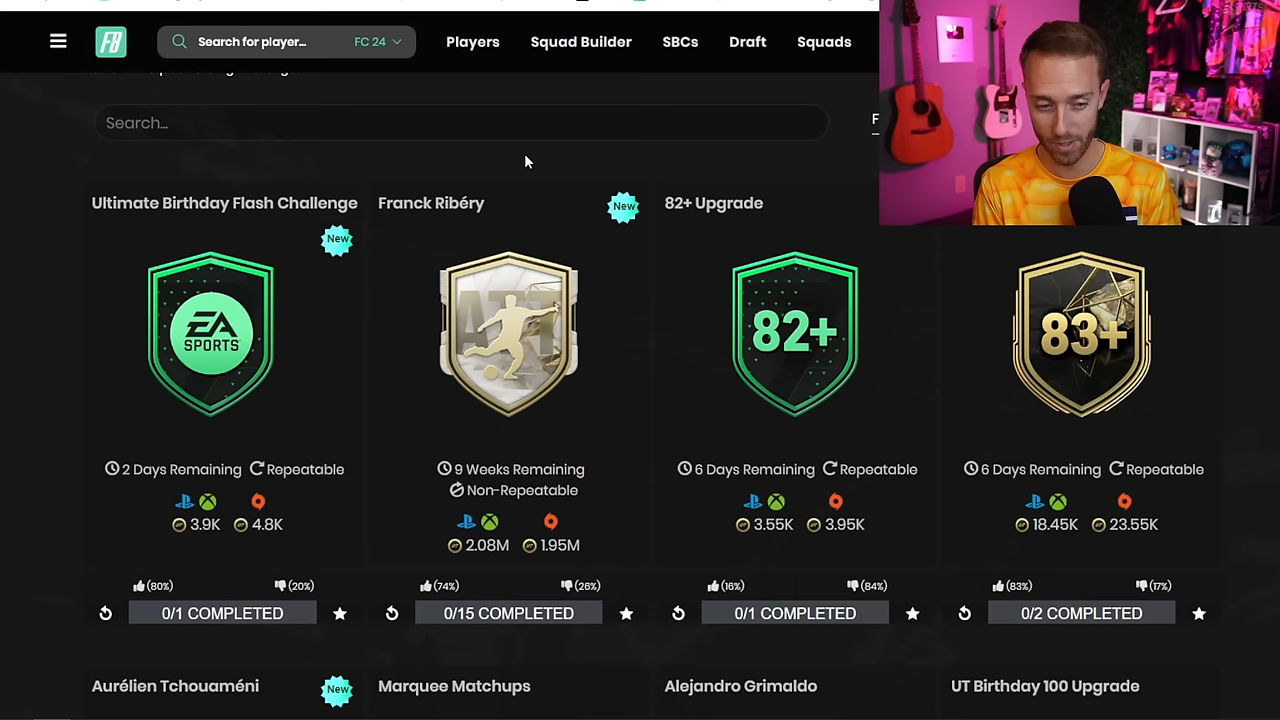 FB
Search for player...
FC 24
Players
Squad Builder
SBCs
Draft
Squads
Search...
F
Ultimate Birthday Flash Challenge
New
EA
SPORTS
2 Days Remaining
Repeatable
3.9K
4.8K
(80%)
(20%)
0/1 COMPLETED
Franck Ribéry
New
ATT
9 Weeks Remaining
Non-Repeatable
2.08M
1.95M
(74%)
(26%)
0/15 COMPLETED
82+ Upgrade
82+
6 Days Remaining
Repeatable
3.55K
3.95K
(16%)
(84%)
0/1 COMPLETED
83+
6 Days Remaining
Repeatable
18.45K
23.55K
(83%)
(17%)
0/2 COMPLETED
Aurélien Tchouaméni
New
Marquee Matchups
Alejandro Grimaldo
UT Birthday 100 Upgrade